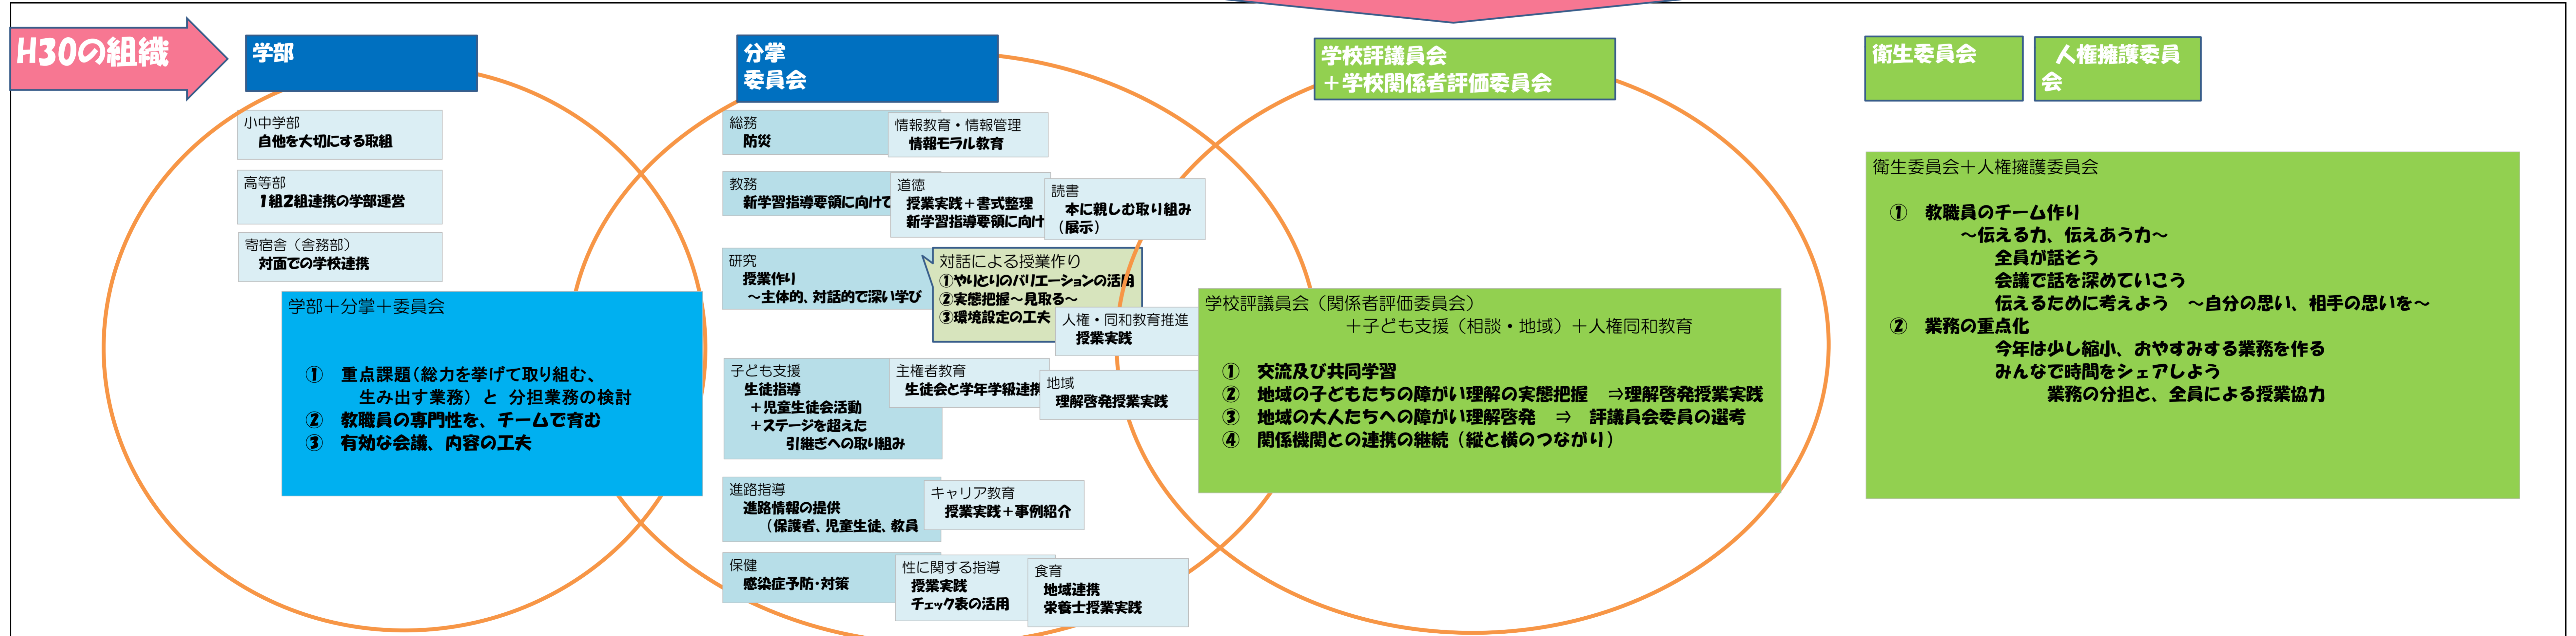 H30の組織
学部
小中学部
自他を大切にする取組
高等部
1組2組連携の学部運営
寄宿舎（舎務部）
対面での学校連携
学部＋分掌＋委員会
① 重点課題（総力を挙げて取り組む、
生み出す業務）と 分担業務の検討
② 教職員の専門性を、チームで育む
③ 有効な会議、内容の工夫
分掌
委員会
総務
防災
情報教育・情報管理
情報モラル教育
教務
新学習指導要領に向けて
道徳
授業実践＋書式整理
新学習指導要領に向け
読書
本に親しむ取り組み
（展示）
研究
授業作り
～主体的、対話的で深い学び
対話による授業作り
①やりとりのバリエーションの活用
②実態把握～見取る～
③環境設定の工夫
人権・同和教育推進
授業実践
子ども支援
生徒指導
＋児童生徒会活動
＋ステージを超えた
引継ぎへの取り組み
主権者教育
生徒会と学年学級連携
地域
理解啓発授業実践
進路指導
進路情報の提供
（保護者、児童生徒、教員
キャリア教育
授業実践＋事例紹介
保健
感染症予防・対策
性に関する指導
授業実践
チェック表の活用
食育
地域連携
栄養士授業実践
学校評議員会
＋学校関係者評価委員会
学校評議員会（関係者評価委員会）
＋子ども支援（相談・地域）＋人権同和教育
① 交流及び共同学習
② 地域の子どもたちの障がい理解の実態把握 ⇒理解啓発授業実践
③ 地域の大人たちへの障がい理解啓発 ⇒ 評議員会委員の選考
④ 関係機関との連携の継続（縦と横のつながり）
衛生委員会
人権擁護委員
会
衛生委員会＋人権擁護委員会
① 教職員のチーム作り
～伝える力、伝えあう力～
全員が話そう
会議で話を深めていこう
伝えるために考えよう ～自分の思い、相手の思いを～
② 業務の重点化
今年は少し縮小、おやすみする業務を作る
みんなで時間をシェアしよう
業務の分担と、全員による授業協力